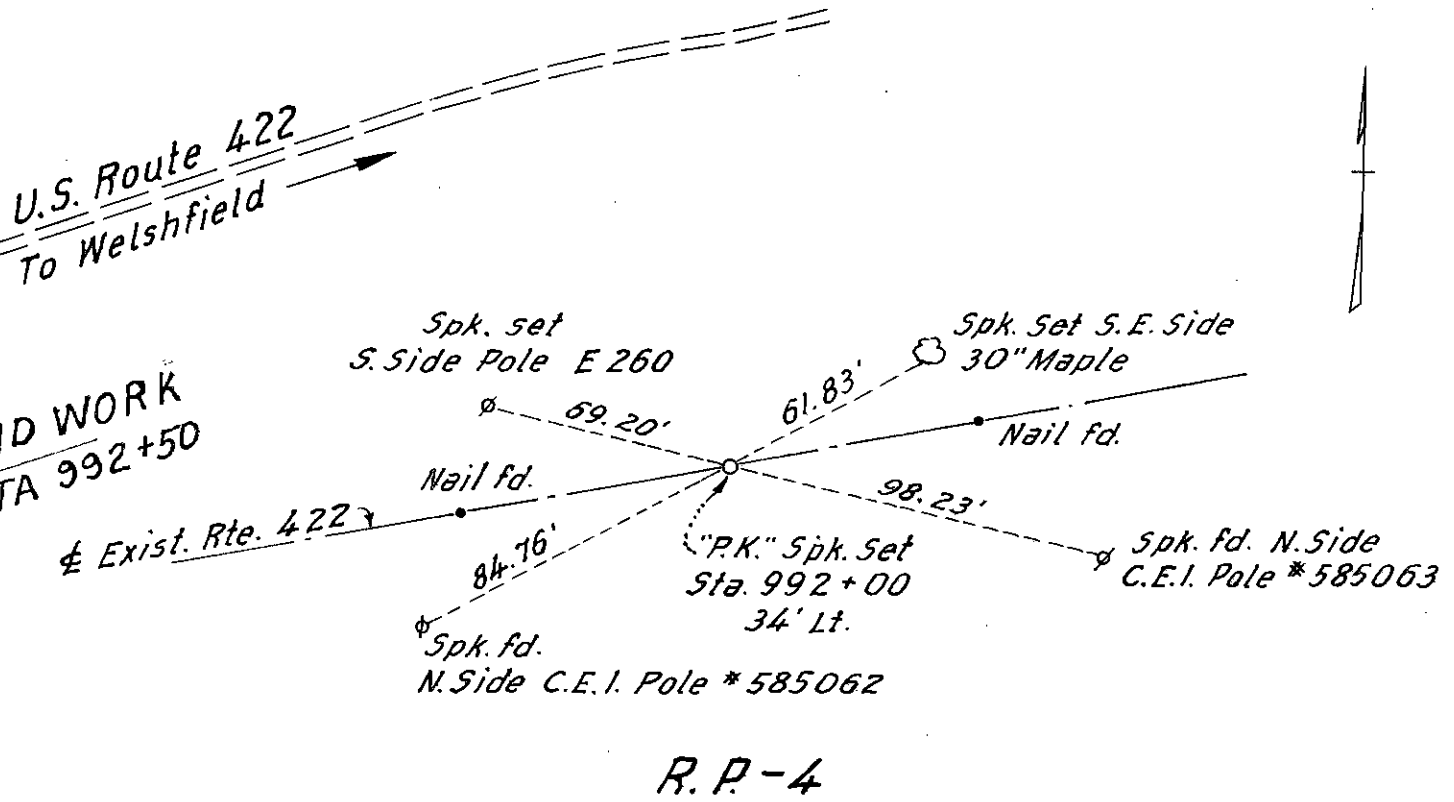 U.S. Route 422
To Welshfield
Spk. set
S. Side Pole E 260
Spk. Set S.E. Side
30" Maple
69.20'
61.83'
WORK
992+50
Nail fd.
Nail fd.
℄ Exist. Rte. 422
84.76'
98.23'
"P.K." Spk. Set
Sta. 992+00
34' Lt.
Spk. fd. N. Side
C.E.I. Pole * 585063
Spk. fd.
N. Side C.E.I. Pole * 585062
R.P.-4